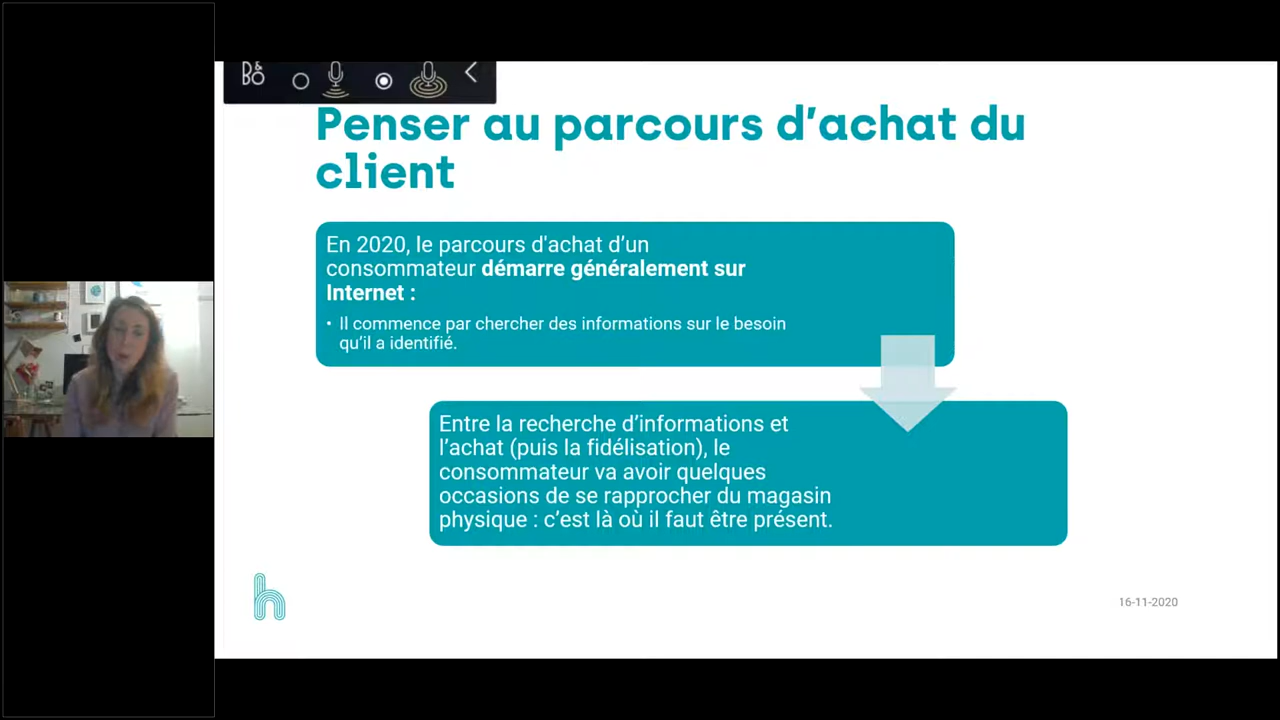 B&
BO
Penser au parcours d'achat du
client
En 2020, le parcours d'achat d’un
consommateur démarre généralement sur
Internet :
• Il commence par chercher des informations sur le besoin
qu’il a identifié.
Entre la recherche d’informations et
l’achat (puis la fidélisation), le
consommateur va avoir quelques
occasions de se rapprocher du magasin
physique : c’est là où il faut être présent.
h
16-11-2020